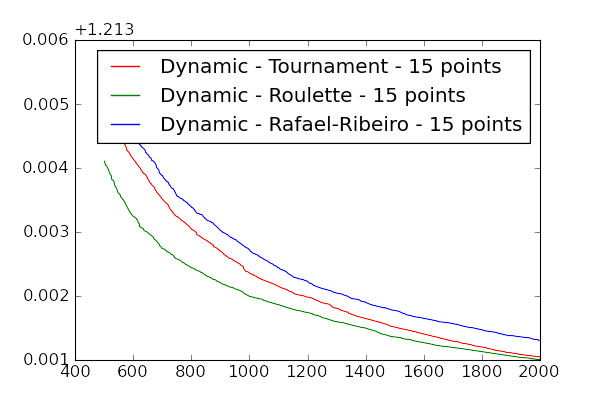 +1.213
0.006
Dynamic - Tournament - 15 points
Dynamic - Roulette - 15 points
Dynamic - Rafael-Ribeiro - 15 points
0.005
0.004
0.003
0.002
0.001
400 600 800 1000 1200 1400 1600 1800 2000